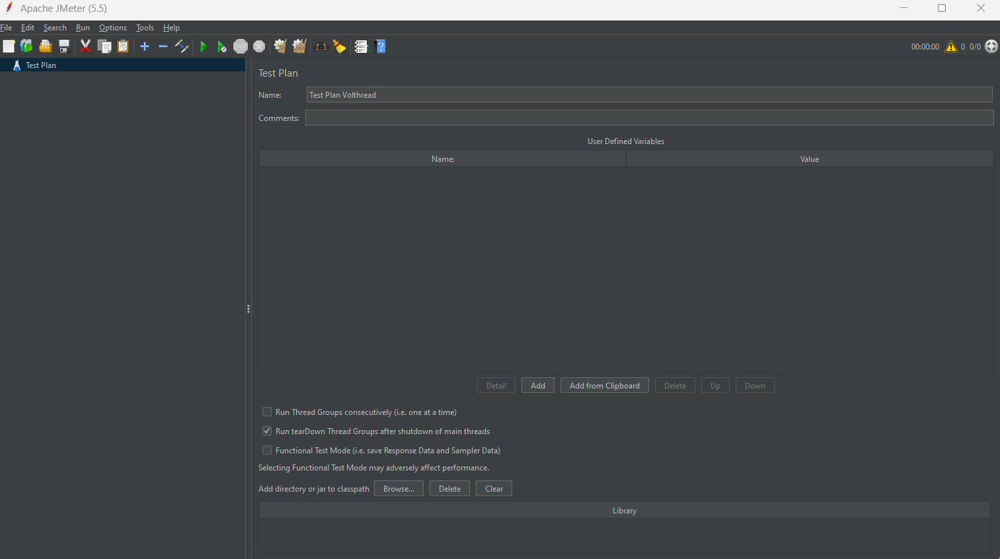 Apache JMeter (5.5)
File Edit Search Run Options Tools Help
STOP
00:00:00 0 0/0
Test Plan
Test Plan
Name: Test Plan Volthread
Comments:
User Defined Variables
Name: Value
Detail Add Add from Clipboard Delete Up Down
Run Thread Groups consecutively (i.e. one at a time)
Run tearDown Thread Groups after shutdown of main threads
Functional Test Mode (i.e. save Response Data and Sampler Data)
Selecting Functional Test Mode may adversely affect performance.
Add directory or jar to classpath Browse... Delete Clear
Library